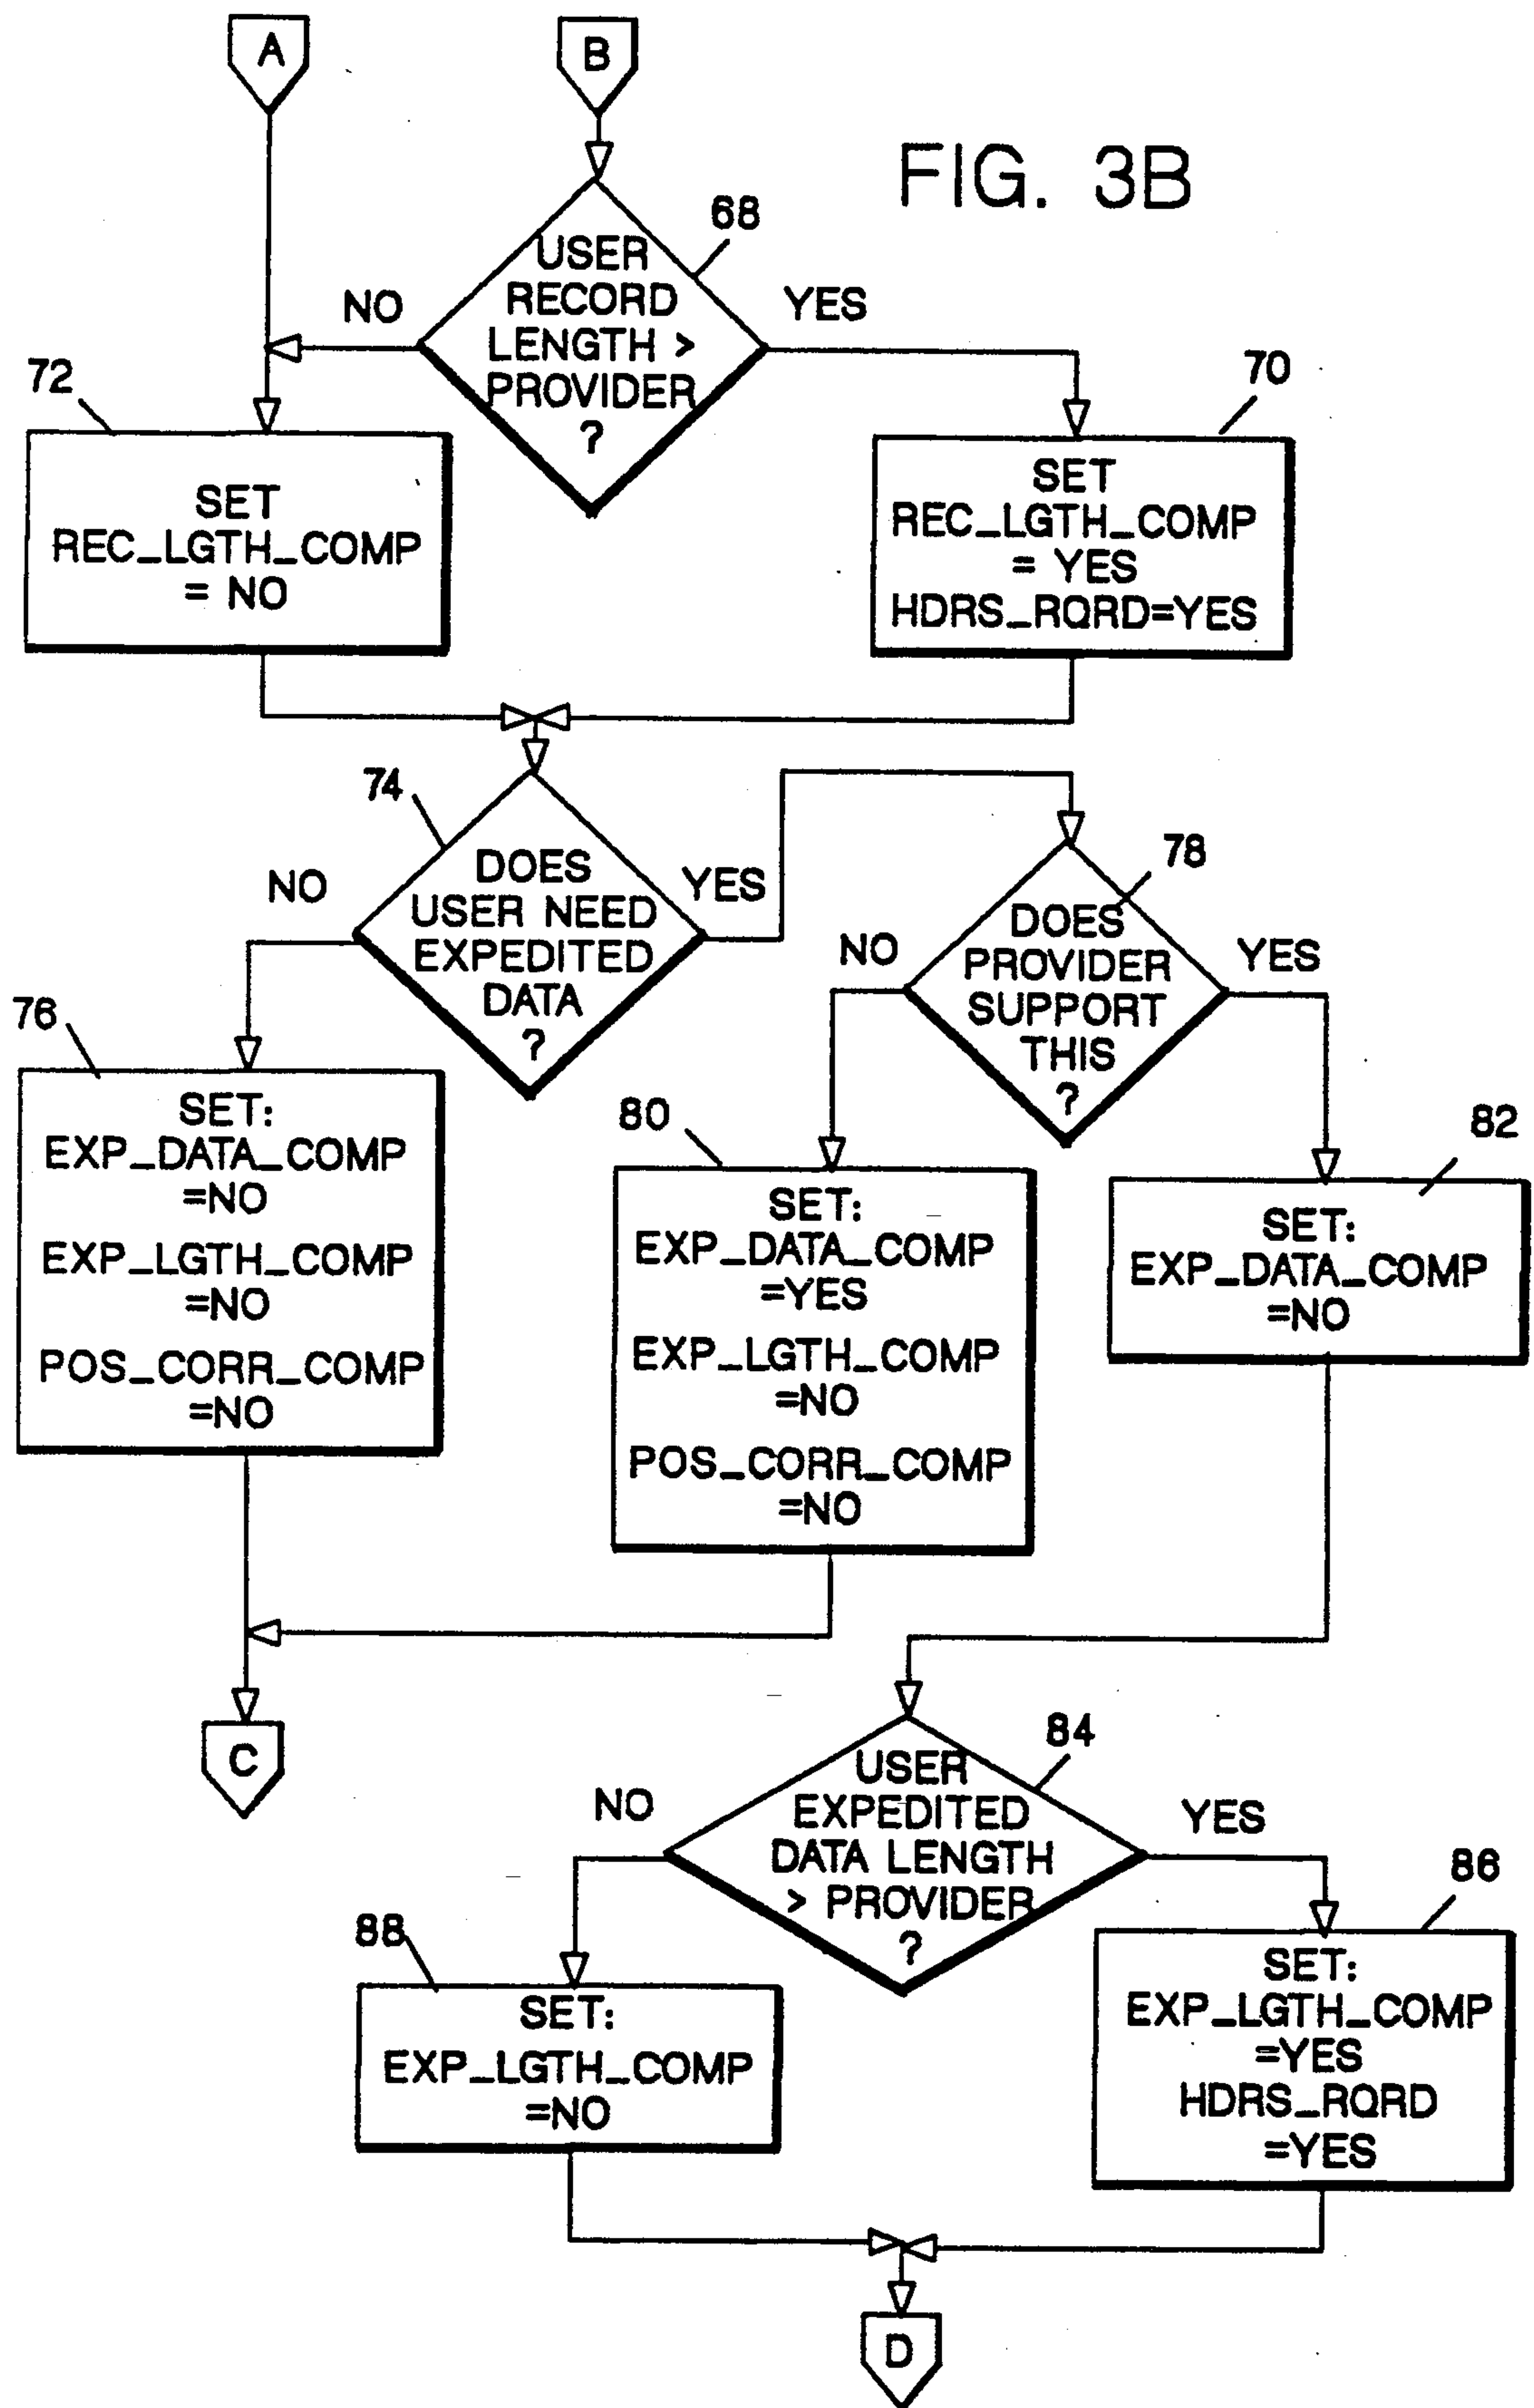 A
B
FIG. 3B
68
USER
RECORD
LENGTH >
PROVIDER
?
NO
YES
72
SET
REC_LGTH_COMP
= NO
70
SET
REC_LGTH_COMP
= YES
HDRS_RQRD=YES
74
DOES
USER NEED
EXPEDITED
DATA
?
NO
YES
78
DOES
PROVIDER
SUPPORT
THIS
?
NO
YES
76
SET:
EXP_DATA_COMP
=NO
EXP_LGTH_COMP
=NO
POS_CORR_COMP
=NO
80
SET:
EXP_DATA_COMP
=YES
EXP_LGTH_COMP
=NO
POS_CORR_COMP
=NO
82
SET:
EXP_DATA_COMP
=NO
C
84
USER
EXPEDITED
DATA LENGTH
> PROVIDER
?
NO
YES
88
SET:
EXP_LGTH_COMP
=NO
86
SET:
EXP_LGTH_COMP
=YES
HDRS_RQRD
=YES
D